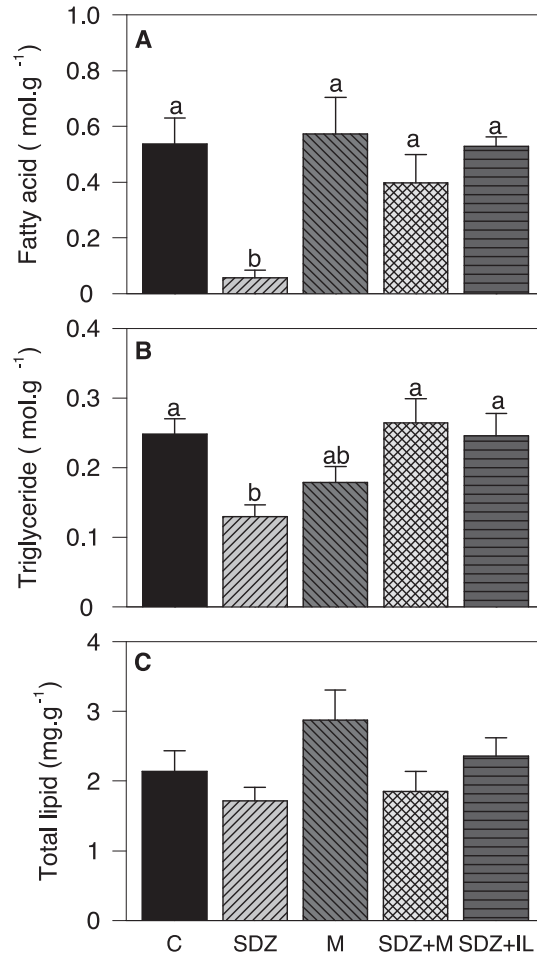 A
Fatty acid ( mol.g -1)
1.0
0.8
0.6
0.4
0.2
0
a
b
a
a
a
B
Triglyceride ( mol.g -1)
0.4
0.3
0.2
0.1
0
a
b
ab
a
a
C
Total lipid (mg.g-1)
4
3
2
1
0
C SDZ M SDZ+M SDZ+IL